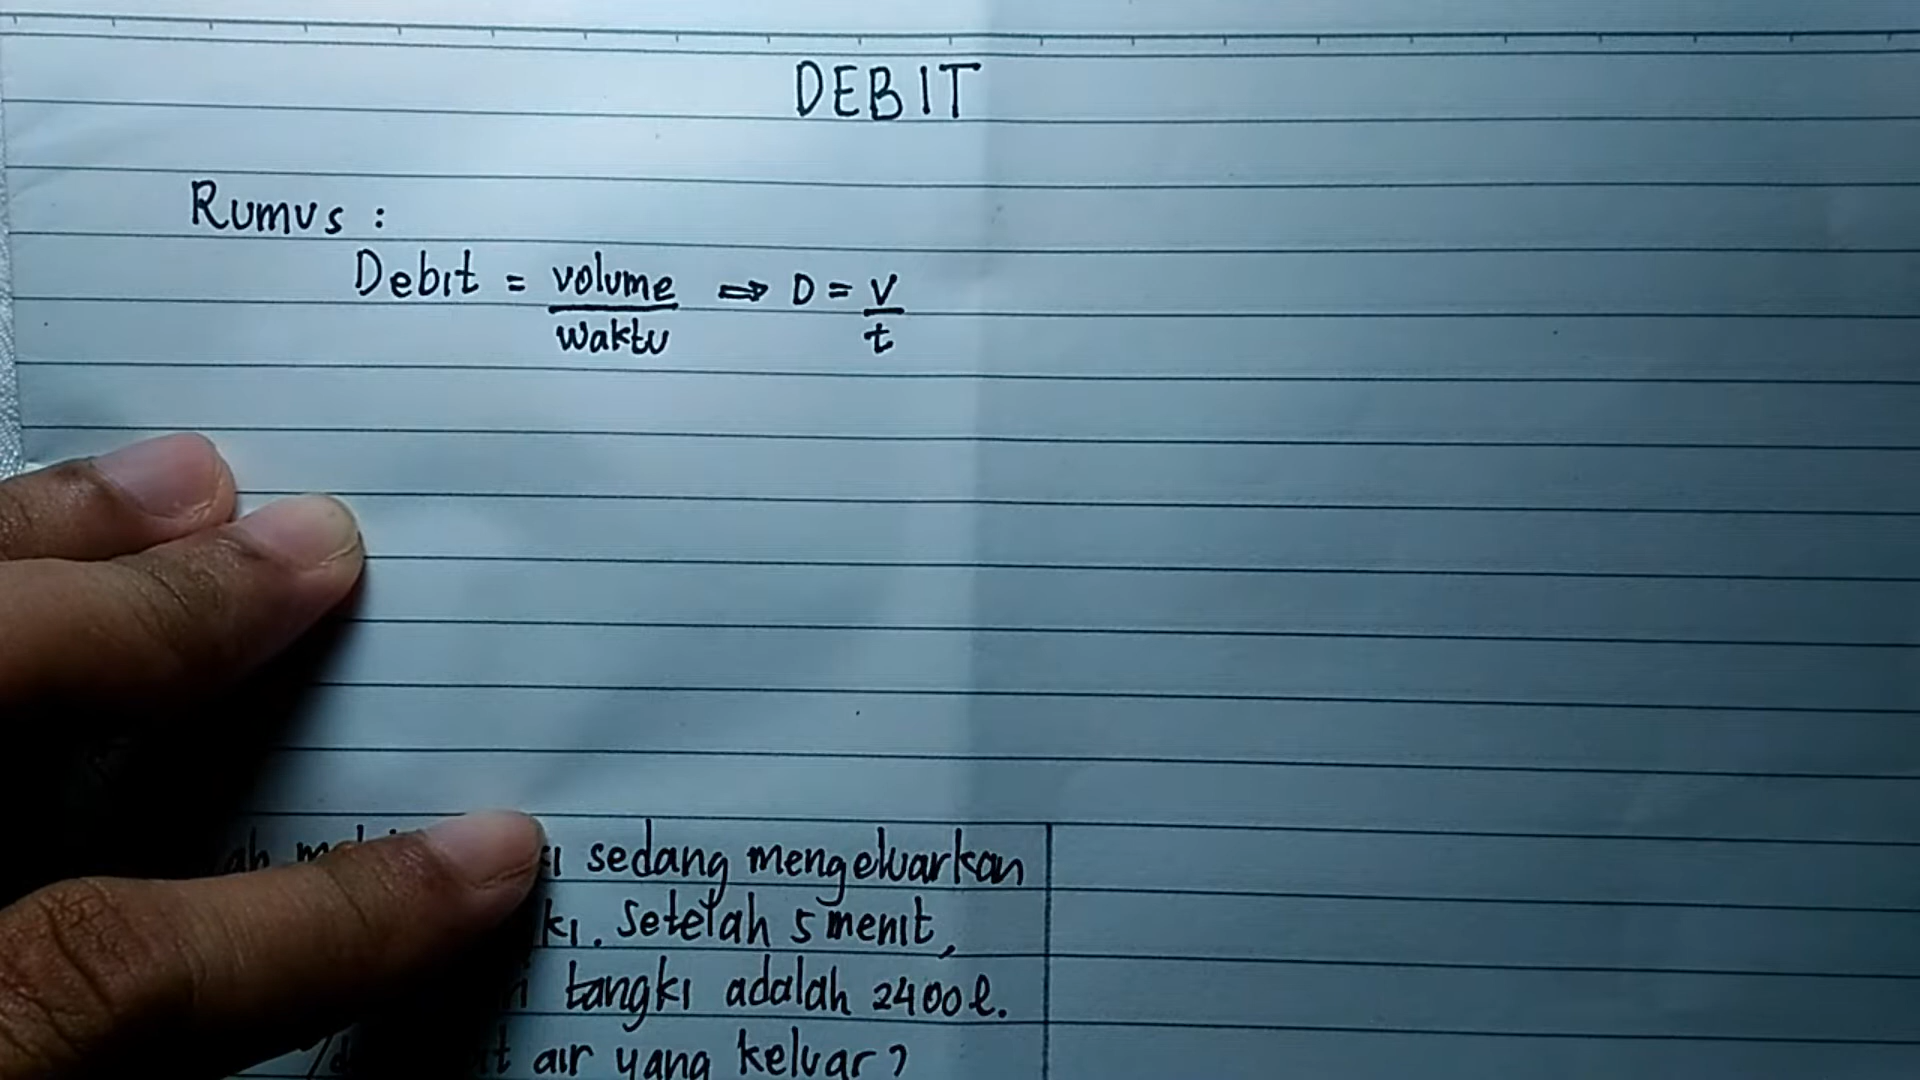 DEBIT
Rumus :
Debit = volume / waktu ⇒ D = V / t
sedang mengeluarkan
Setelah 5 menit,
tangki adalah 2400 l.
air yang keluar?